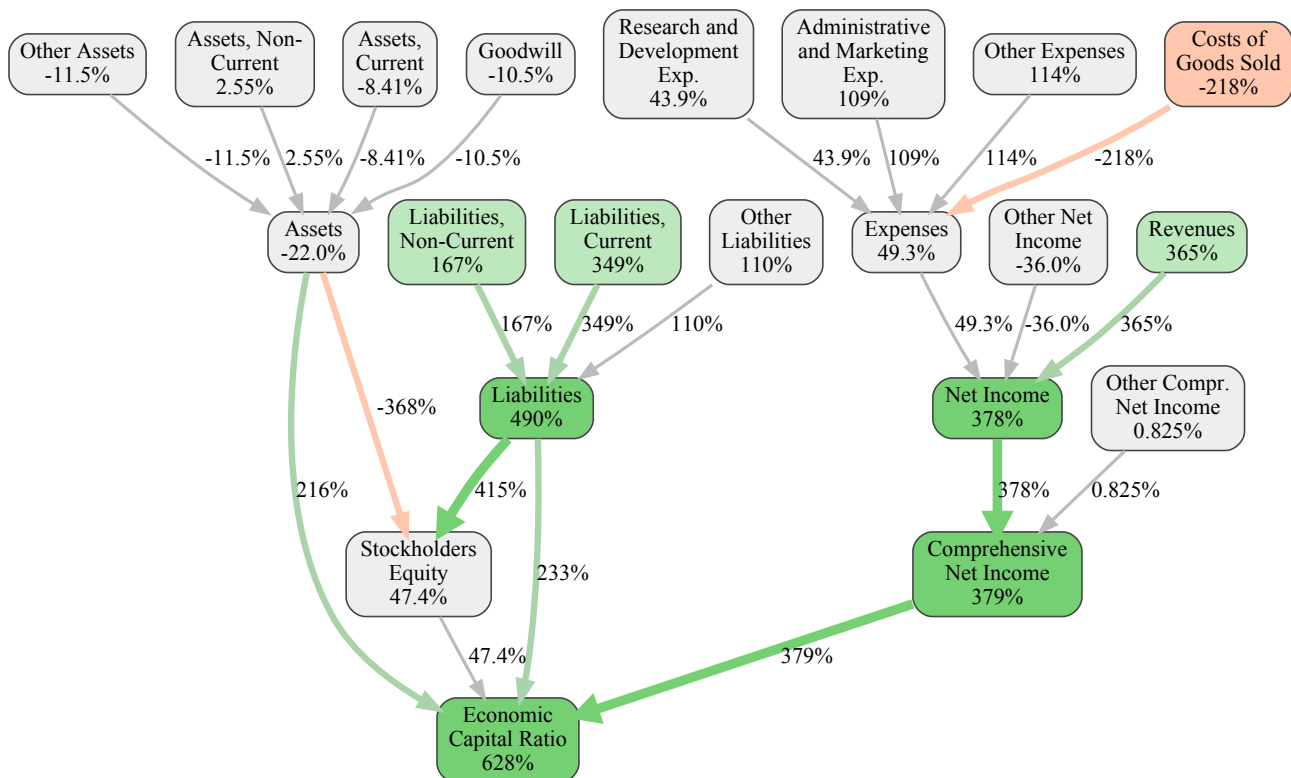 Other Assets
-11.5%
Assets, Non-
Current
2.55%
Assets,
Current
-8.41%
Goodwill
-10.5%
Research and
Development
Exp.
43.9%
Administrative
and Marketing
Exp.
109%
Other Expenses
114%
Costs of
Goods Sold
-218%
-11.5%
2.55%
-8.41%
-10.5%
43.9%
109%
114%
-218%
Assets
-22.0%
Liabilities,
Non-Current
167%
Liabilities,
Current
349%
Other
Liabilities
110%
Expenses
49.3%
Other Net
Income
-36.0%
Revenues
365%
167%
349%
110%
49.3%
-36.0%
365%
-368%
Liabilities
490%
Net Income
378%
Other Compr.
Net Income
0.825%
216%
415%
378%
0.825%
Stockholders
Equity
47.4%
233%
Comprehensive
Net Income
379%
47.4%
379%
Economic
Capital Ratio
628%